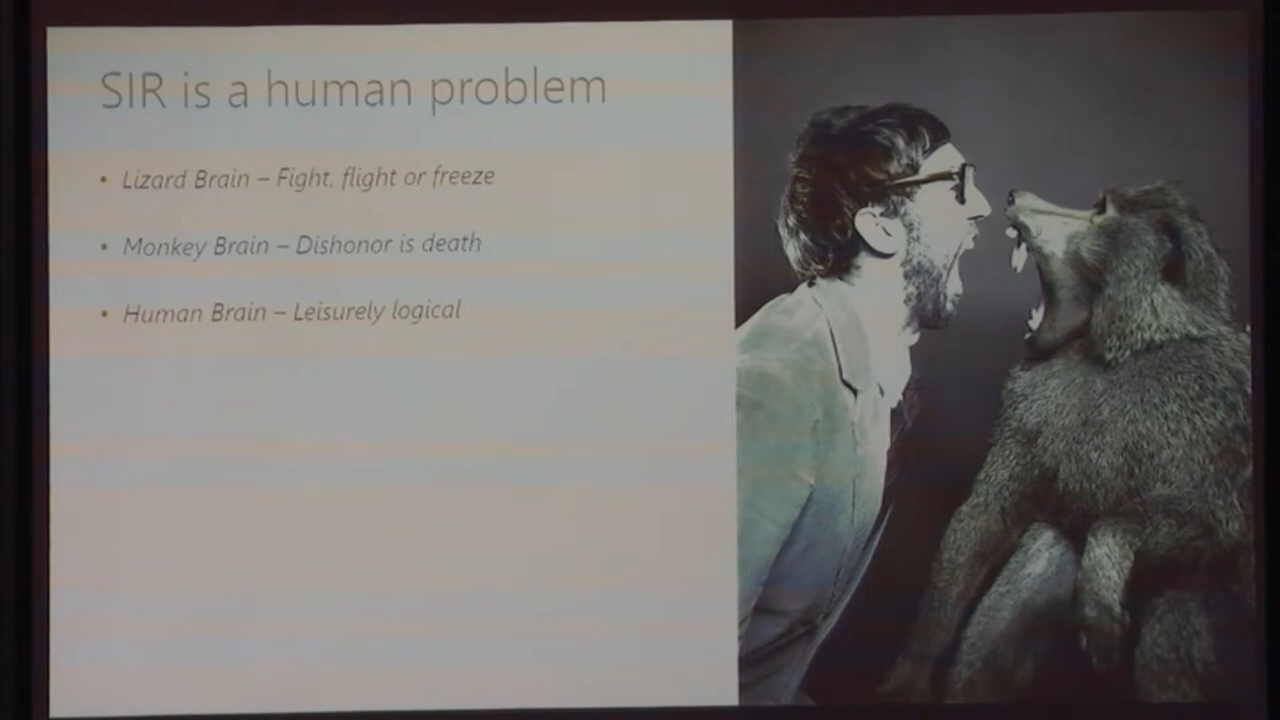 SIR is a human problem
• Lizard Brain – Fight, flight or freeze
• Monkey Brain – Dishonor is death
• Human Brain – Leisurely logical